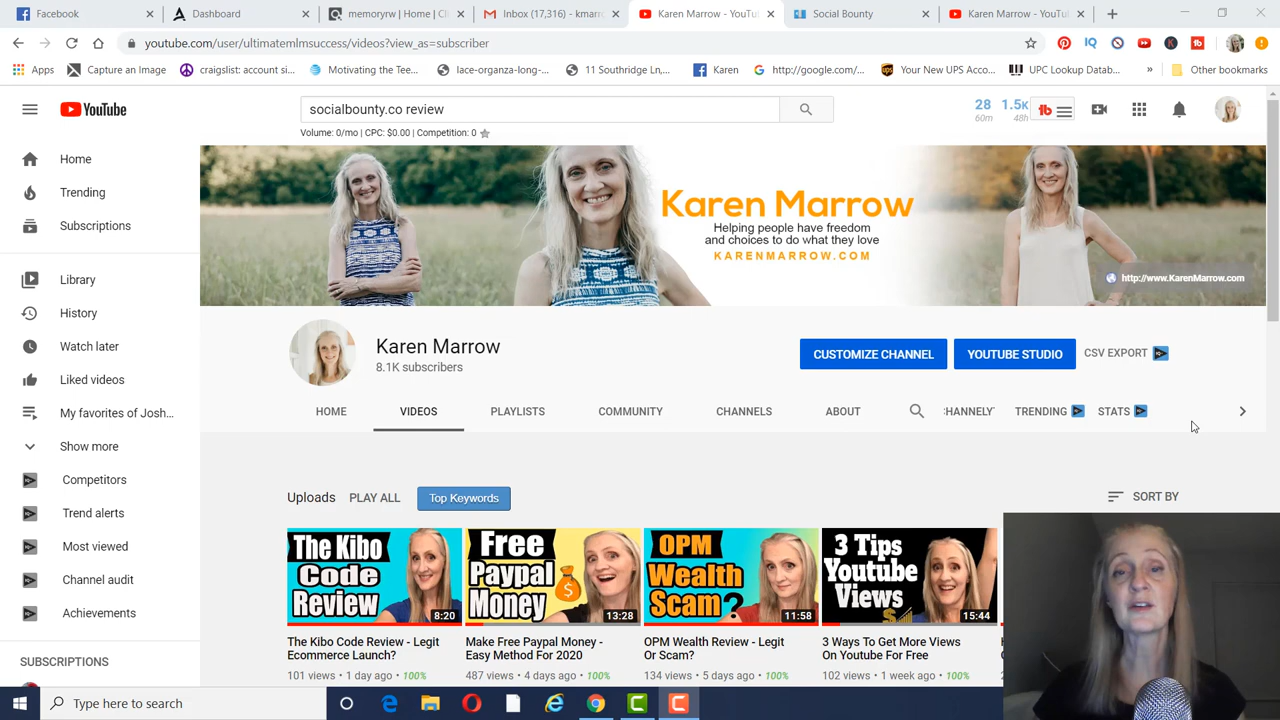 Facebook
Dashboard
memoryrw | Home | Cl
Inbox (17,316) - kmarro
Karen Marrow - YouTu
Social Bounty
Karen Marrow - YouTu
youtube.com/user/ultimatemlmsuccess/videos?view_as=subscriber
Apps
Capture an Image
craigslist: account si...
Motivating the Tee...
lace-organza-long-...
11 Southridge Ln,...
Karen
http://google.com/...
Your New UPS Acco...
UPC Lookup Datab...
Other bookmarks
YouTube
socialbounty.co review
28
60m
1.5K
48h
Volume: 0/mo | CPC: $0.00 | Competition: 0
Home
Trending
Subscriptions
Library
History
Watch later
Liked videos
My favorites of Josh...
Show more
Competitors
Trend alerts
Most viewed
Channel audit
Achievements
SUBSCRIPTIONS
Karen Marrow
Helping people have freedom
and choices to do what they love
KARENMARROW.COM
http://www.KarenMarrow.com
Karen Marrow
8.1K subscribers
CUSTOMIZE CHANNEL
YOUTUBE STUDIO
CSV EXPORT
HOME
VIDEOS
PLAYLISTS
COMMUNITY
CHANNELS
ABOUT
CHANNELY
TRENDING
STATS
Uploads
PLAY ALL
Top Keywords
SORT BY
The Kibo
Code
Review
8:20
Free
Paypal
Money
13:28
OPM
Wealth
Scam?
11:58
3 Tips
Youtube
Views
15:44
The Kibo Code Review - Legit
Ecommerce Launch?
101 views • 1 day ago • 100%
Make Free Paypal Money -
Easy Method For 2020
487 views • 4 days ago • 100%
OPM Wealth Review - Legit
Or Scam?
134 views • 5 days ago • 100%
3 Ways To Get More Views
On Youtube For Free
102 views • 1 week ago • 100%
Type here to search